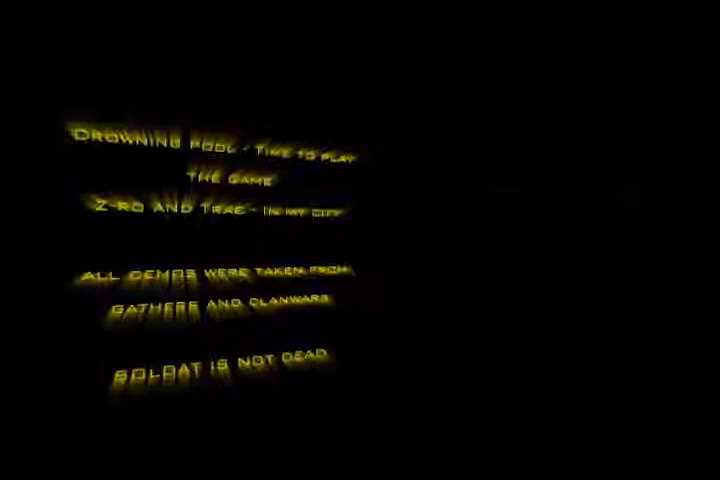 DROWNING POOL - TIME TO PLAY
THE GAME
Z-RO AND TRAE - IN MY CITY
ALL DEMOS WERE TAKEN FROM
GATHERS AND CLANWARS
SOLDAT IS NOT DEAD